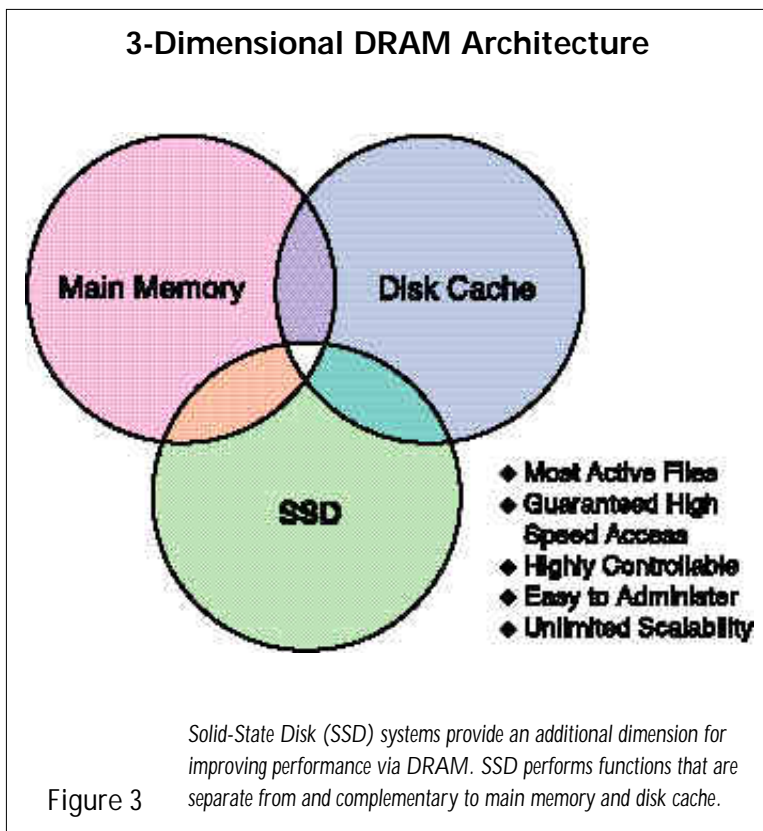 3-Dimensional DRAM Architecture
Main Memory
Disk Cache
SSD
◆ Most Active Files
◆ Guaranteed High
Speed Access
◆ Highly Controllable
◆ Easy to Administer
◆ Unlimited Scalability
Solid-State Disk (SSD) systems provide an additional dimension for
improving performance via DRAM. SSD performs functions that are
separate from and complementary to main memory and disk cache.
Figure 3